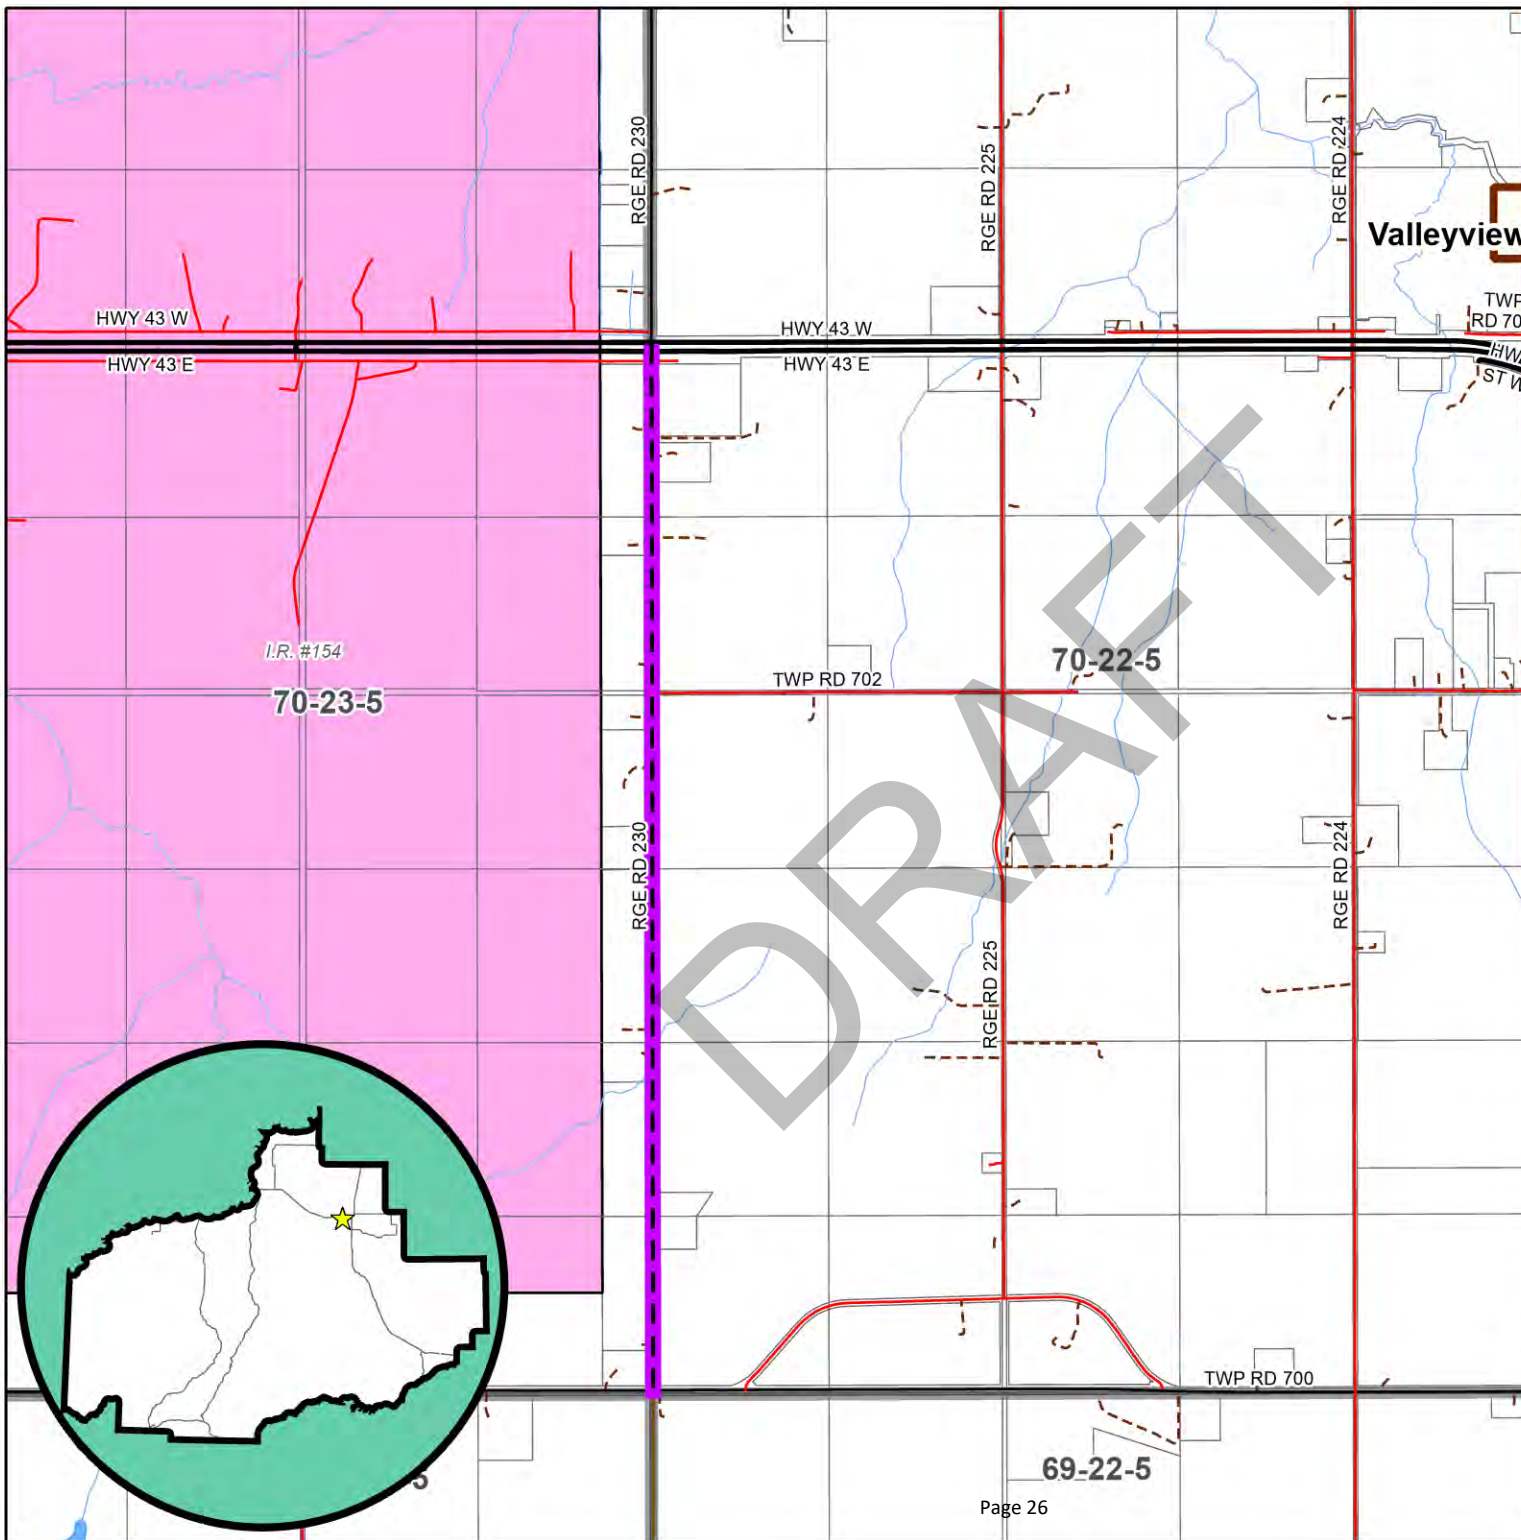 RGE RD 230
RGE RD 225
RGE RD 224
Valleyview
HWY 43 W
HWY 43 W
TWP
RD 70
HWY 43 E
HWY 43 E
HW
ST W
I.R. #154
70-23-5
70-22-5
TWP RD 702
DRAFT
RGE RD 230
RGE RD 224
RGE RD 225
TWP RD 700
5
69-22-5
Page 26